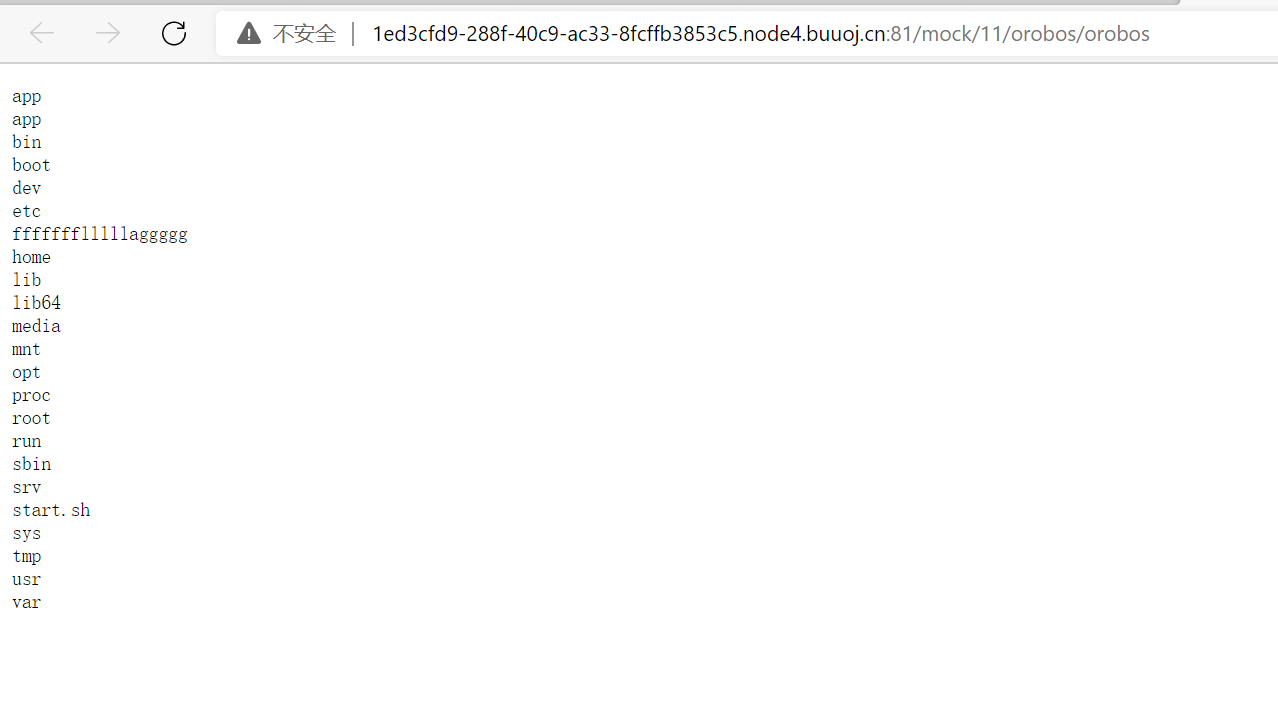 不安全 | 1ed3cfd9-288f-40c9-ac33-8fcffb3853c5.node4.buuoj.cn:81/mock/11/orobos/orobos
app
app
bin
boot
dev
etc
ffffffflllllaggggg
home
lib
lib64
media
mnt
opt
proc
root
run
sbin
srv
start.sh
sys
tmp
usr
var